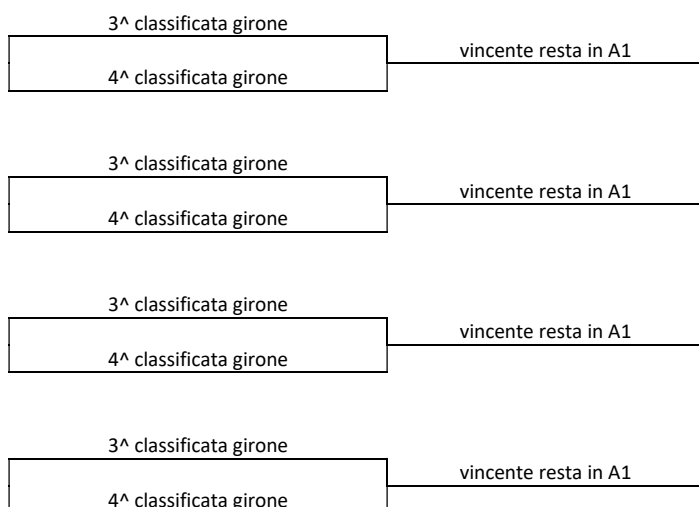 3^ classificata girone
vincente resta in A1
4^ classificata girone
3^ classificata girone
vincente resta in A1
4^ classificata girone
3^ classificata girone
vincente resta in A1
4^ classificata girone
3^ classificata girone
vincente resta in A1
4^ classificata girone